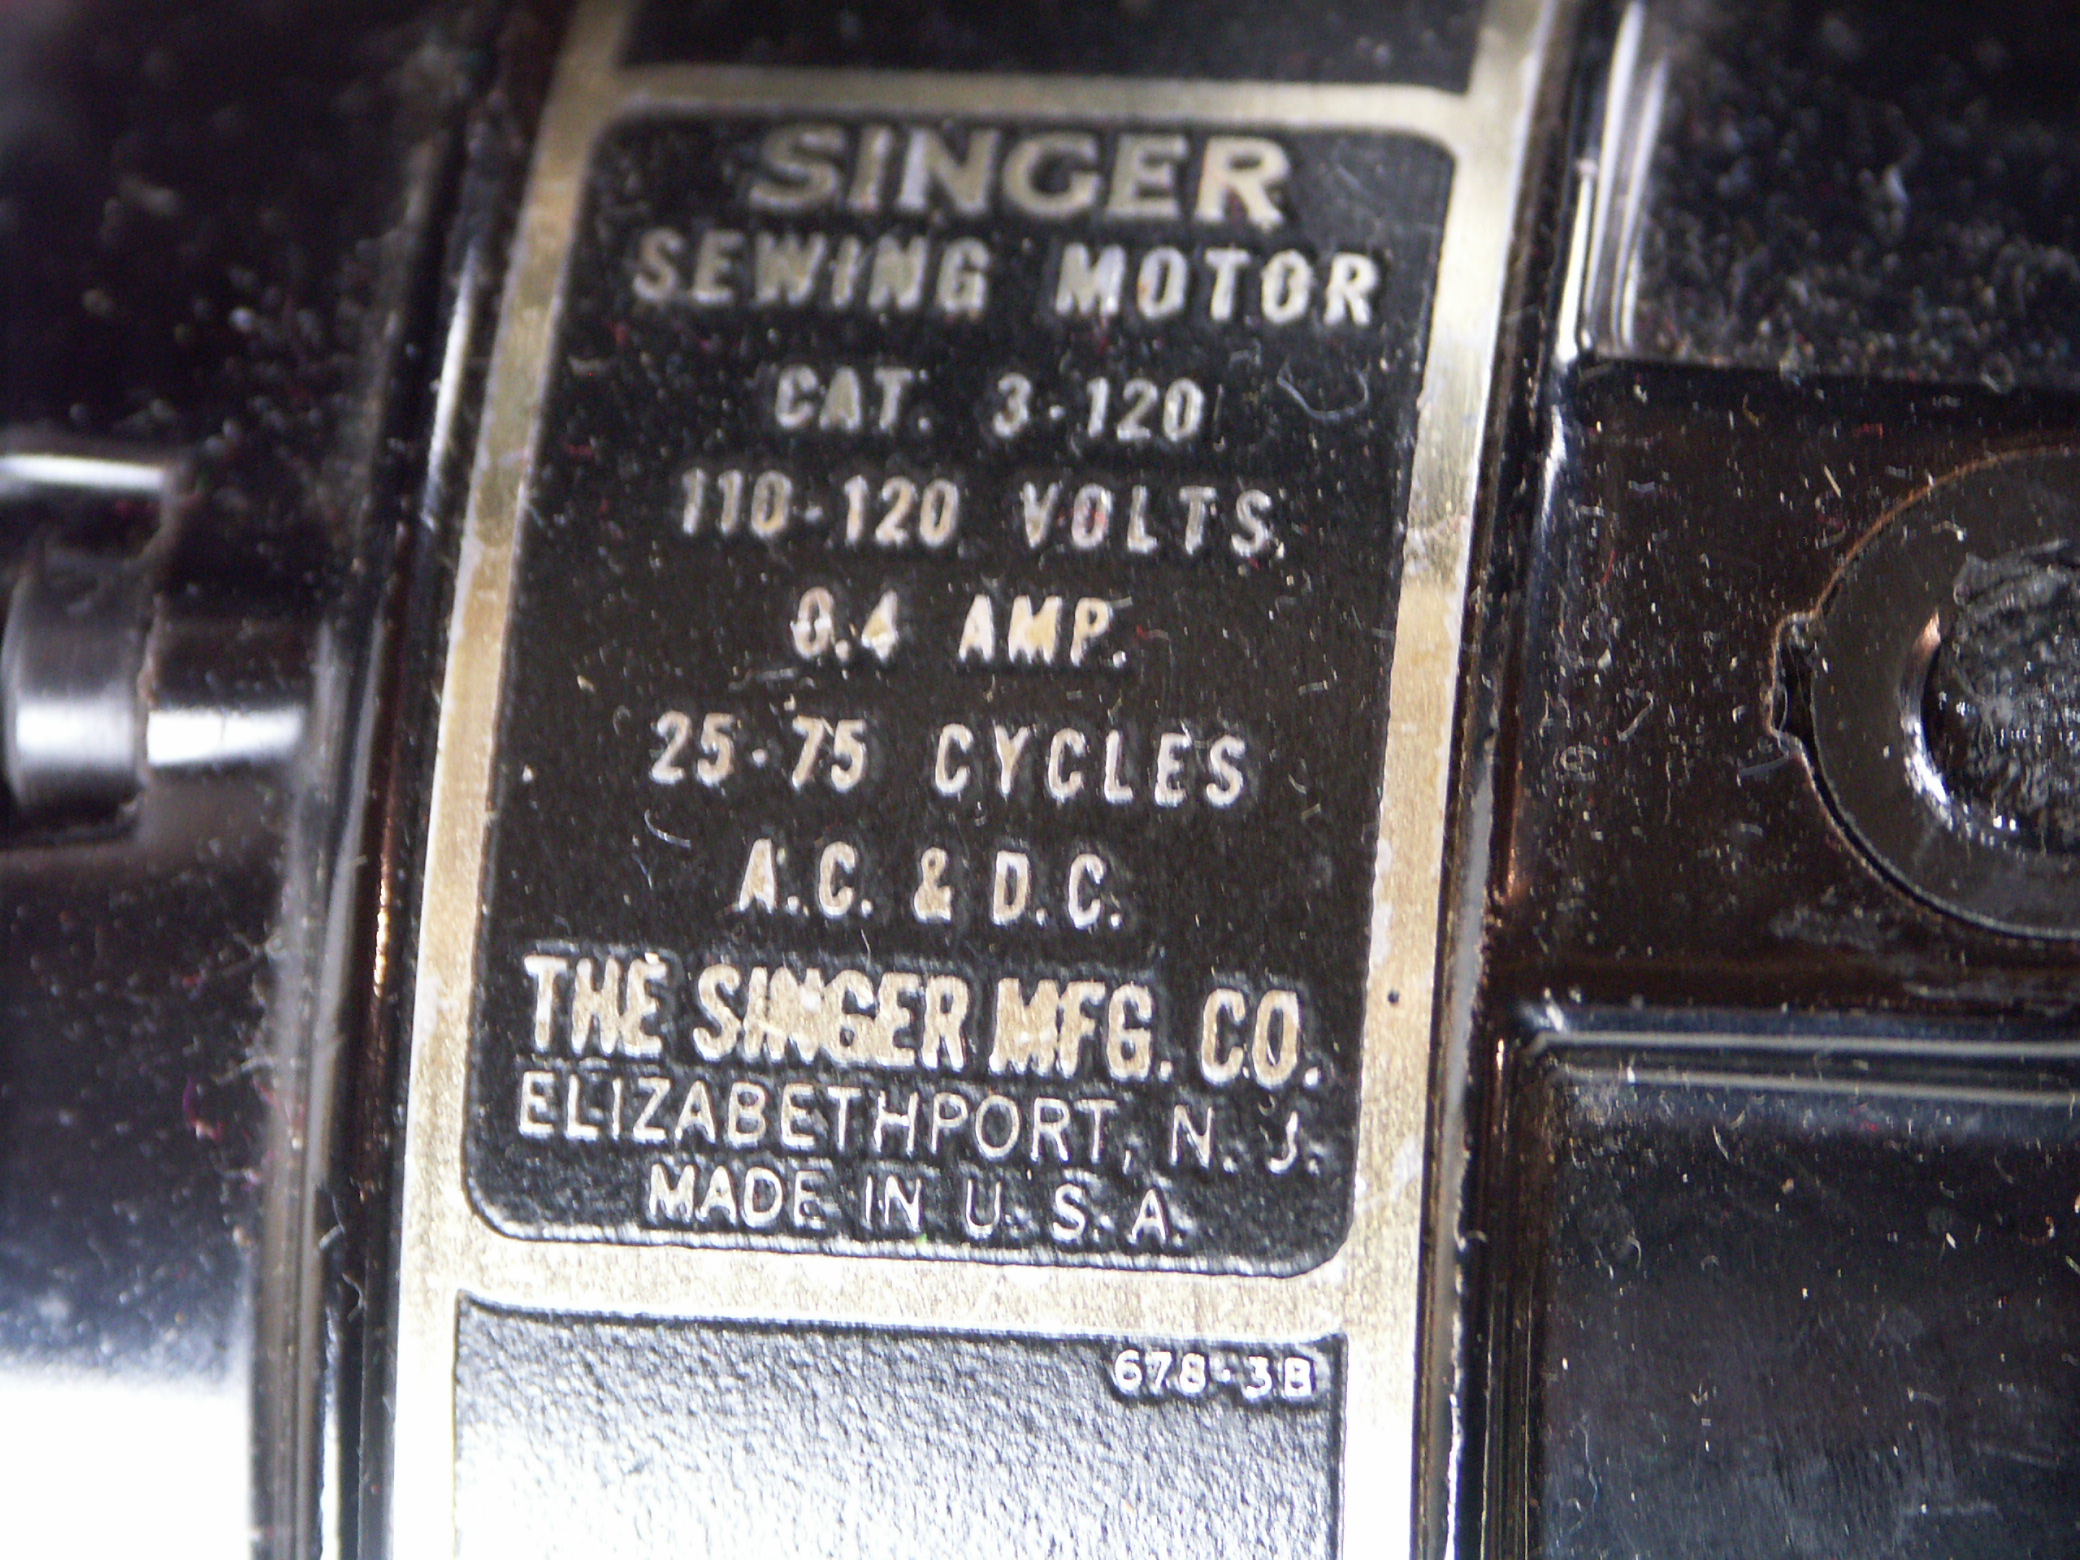 SINGER
SEWING MOTOR
CAT. 3-120
110-120 VOLTS
0.4 AMP.
25-75 CYCLES
A.C. & D.C.
THE SINGER MFG. CO.
ELIZABETHPORT, N. J.
MADE IN U. S. A.
678-3B